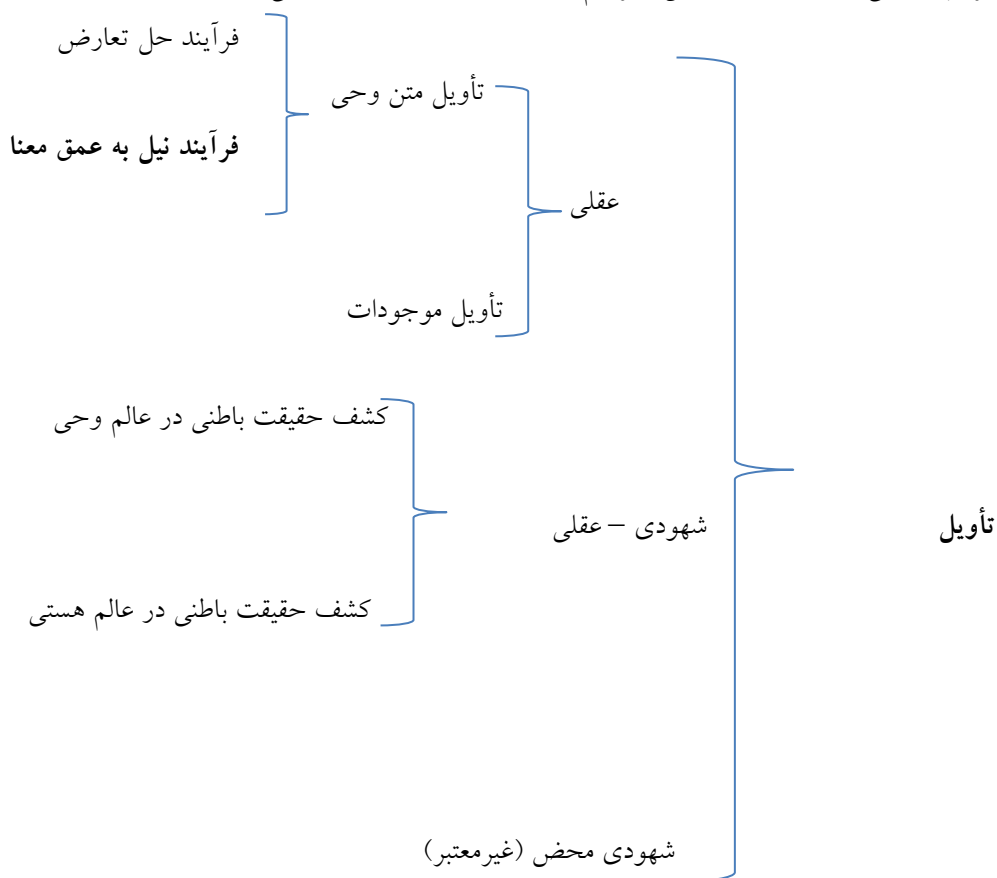 فرآیند حل تعارض
تأویل متن وحی
فرآیند نیل به عمق معنا
عقلی
تأویل موجودات
کشف حقیقت باطنی در عالم وحی
تأویل
شهودی – عقلی
کشف حقیقت باطنی در عالم هستی
شهودی محض (غیرمعتبر)